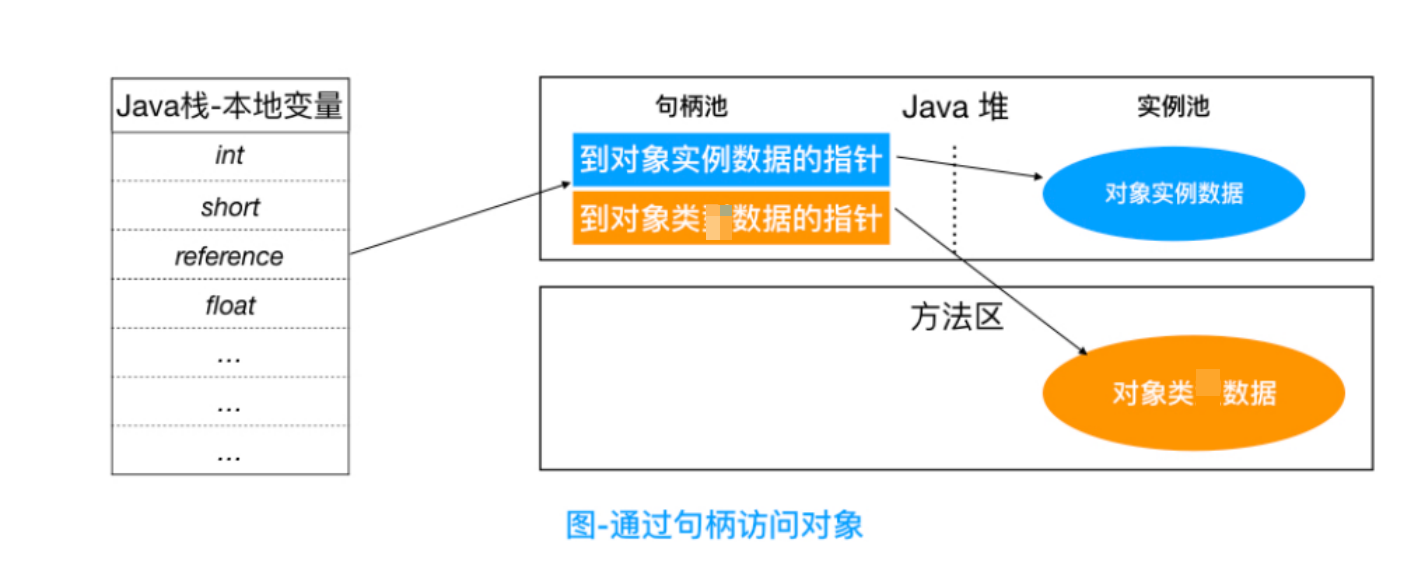 Java栈-本地变量
int
short
reference
float
...
...
...
句柄池
Java 堆
实例池
到对象实例数据的指针
到对象类 数据的指针
对象实例数据
方法区
对象类 数据
图-通过句柄访问对象